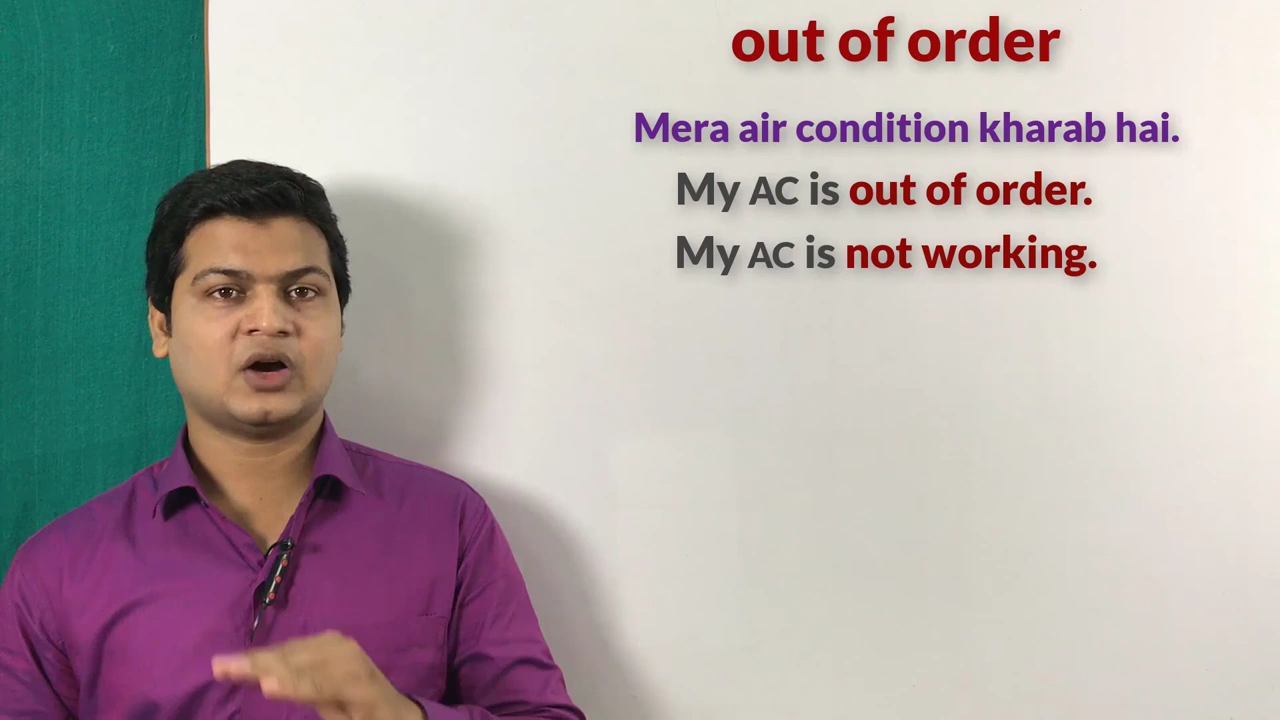 out of order
Mera air condition kharab hai.
My AC is out of order.
My AC is not working.